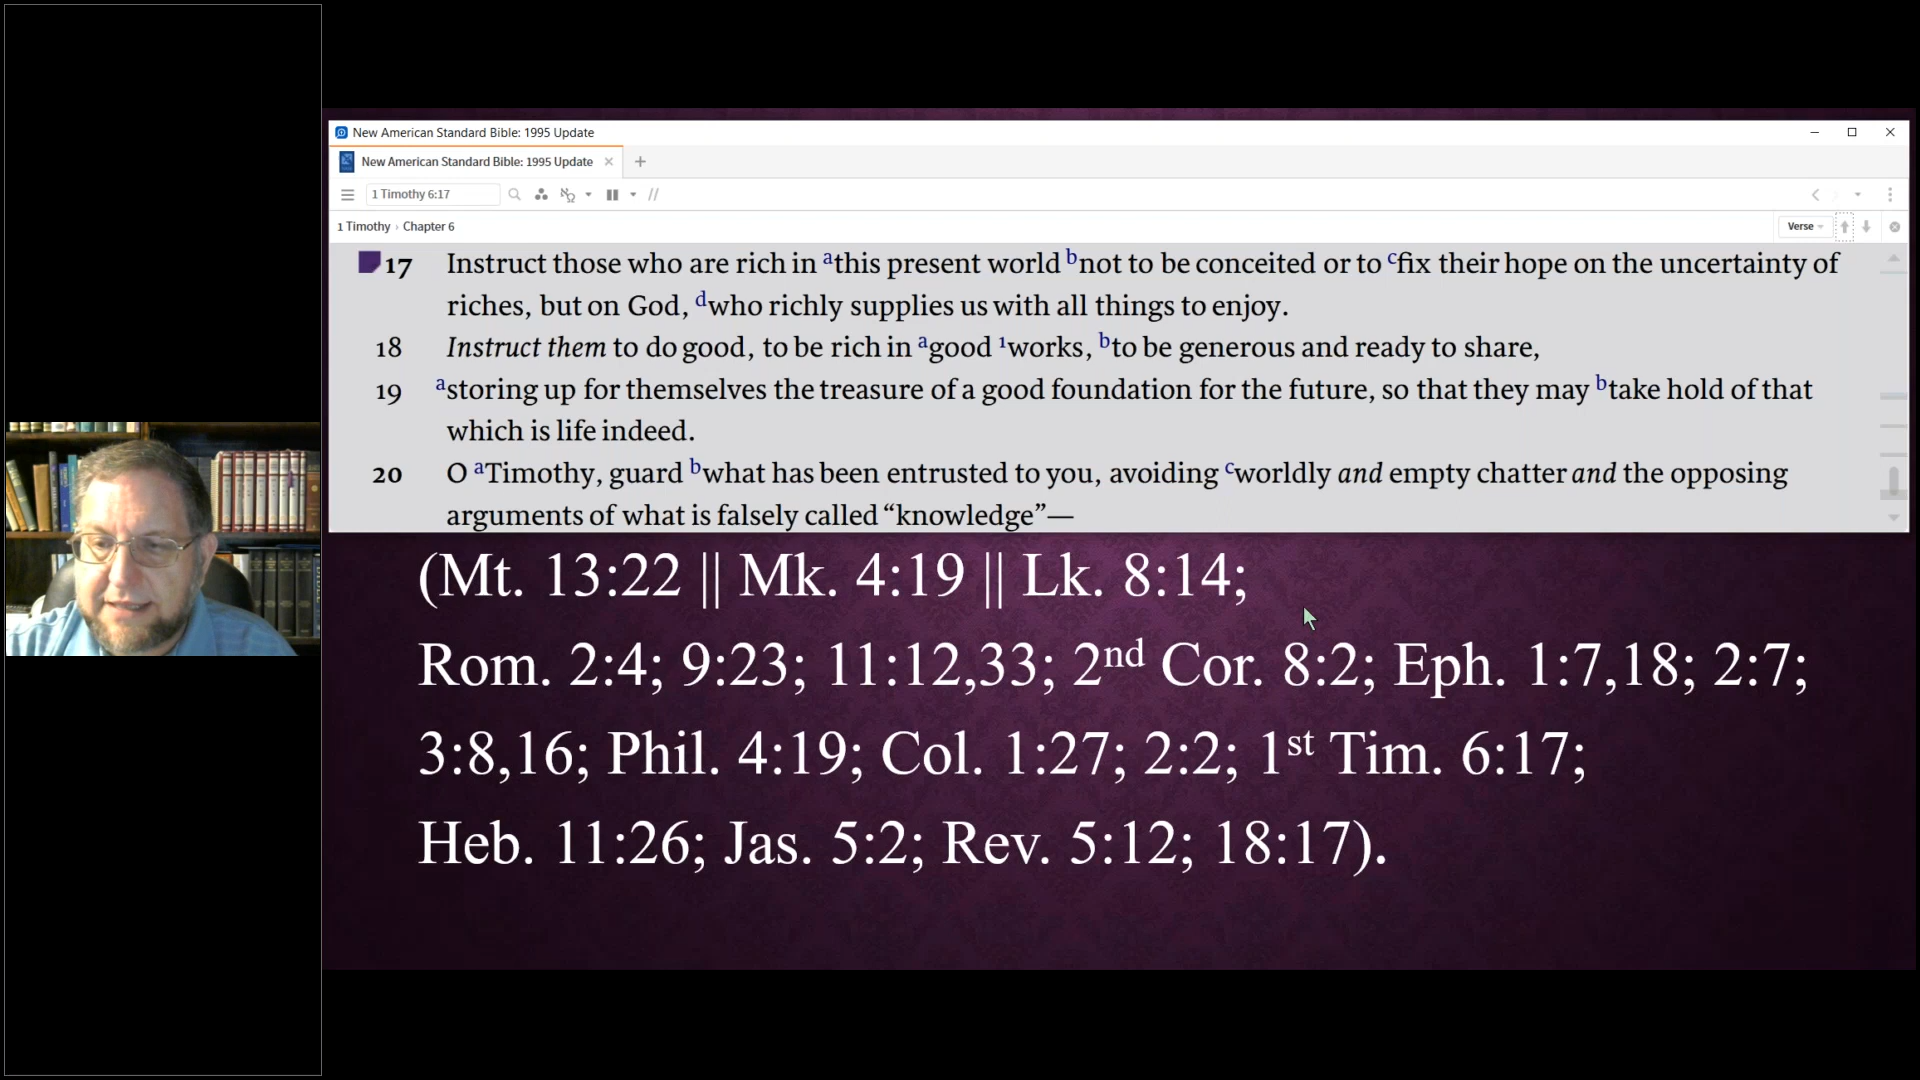 New American Standard Bible: 1995 Update
New American Standard Bible: 1995 Update
1 Timothy 6:17
1 Timothy › Chapter 6
Verse
17 Instruct those who are rich in ᵃthis present world ᵇnot to be conceited or to ᶜfix their hope on the uncertainty of
riches, but on God, ᵈwho richly supplies us with all things to enjoy.
18 Instruct them to do good, to be rich in ᵃgood ¹works, ᵇto be generous and ready to share,
19 ᵃstoring up for themselves the treasure of a good foundation for the future, so that they may ᵇtake hold of that
which is life indeed.
20 O ᵃTimothy, guard ᵇwhat has been entrusted to you, avoiding ᶜworldly and empty chatter and the opposing
arguments of what is falsely called “knowledge”—
(Mt. 13:22 || Mk. 4:19 || Lk. 8:14;
Rom. 2:4; 9:23; 11:12,33; 2ⁿᵈ Cor. 8:2; Eph. 1:7,18; 2:7;
3:8,16; Phil. 4:19; Col. 1:27; 2:2; 1ˢᵗ Tim. 6:17;
Heb. 11:26; Jas. 5:2; Rev. 5:12; 18:17).